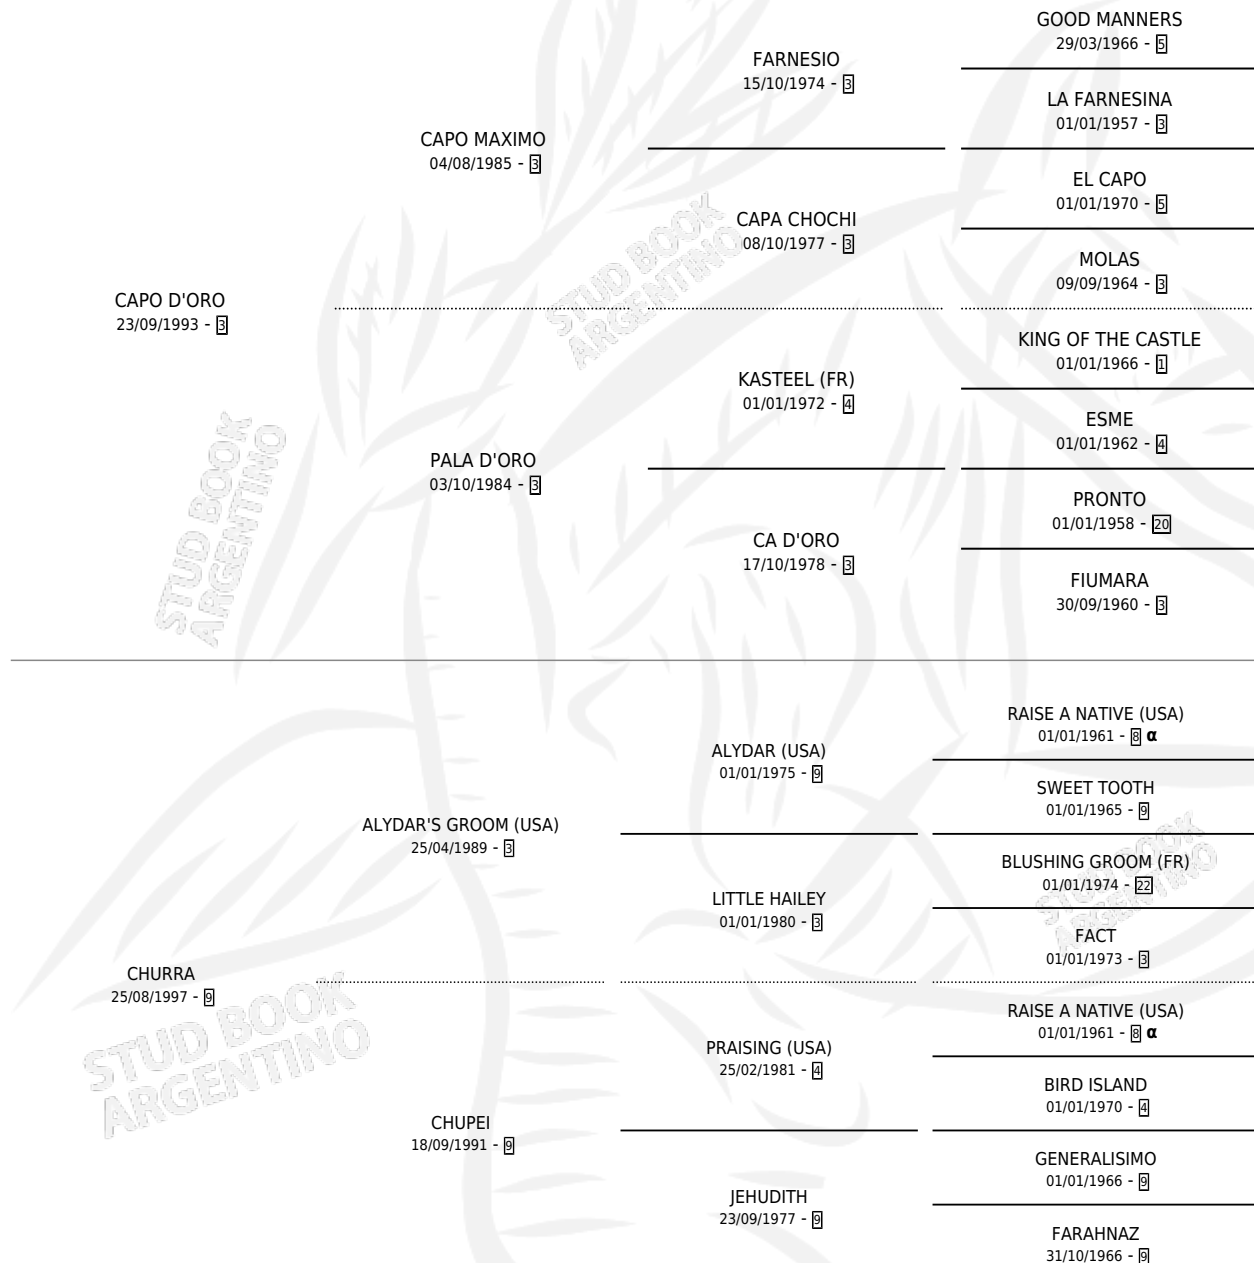 GOOD MANNERS
29/03/1966 - 5
FARNESIO
15/10/1974 - 3
LA FARNESINA
01/01/1957 - 3
CAPO MAXIMO
04/08/1985 - 3
EL CAPO
01/01/1970 - 5
CAPA CHOCHI
08/10/1977 - 3
MOLAS
09/09/1964 - 3
CAPO D'ORO
23/09/1993 - 3
KING OF THE CASTLE
01/01/1966 - 1
KASTEEL (FR)
01/01/1972 - 4
ESME
01/01/1962 - 4
PALA D'ORO
03/10/1984 - 3
PRONTO
01/01/1958 - 20
CA D'ORO
17/10/1978 - 3
FIUMARA
30/09/1960 - 3
RAISE A NATIVE (USA)
01/01/1961 - 8 α
ALYDAR (USA)
01/01/1975 - 9
SWEET TOOTH
01/01/1965 - 9
ALYDAR'S GROOM (USA)
25/04/1989 - 3
BLUSHING GROOM (FR)
01/01/1974 - 22
LITTLE HAILEY
01/01/1980 - 3
FACT
01/01/1973 - 3
CHURRA
25/08/1997 - 9
RAISE A NATIVE (USA)
01/01/1961 - 8 α
PRAISING (USA)
25/02/1981 - 4
BIRD ISLAND
01/01/1970 - 4
CHUPEI
18/09/1991 - 9
GENERALISIMO
01/01/1966 - 9
JEHUDITH
23/09/1977 - 9
FARAHNAZ
31/10/1966 - 9
STUD BOOK
ARGENTINO
STUD BOOK
ARGENTINO
STUD BOOK
ARGENTINO
STUD BOOK
ARGENTINO